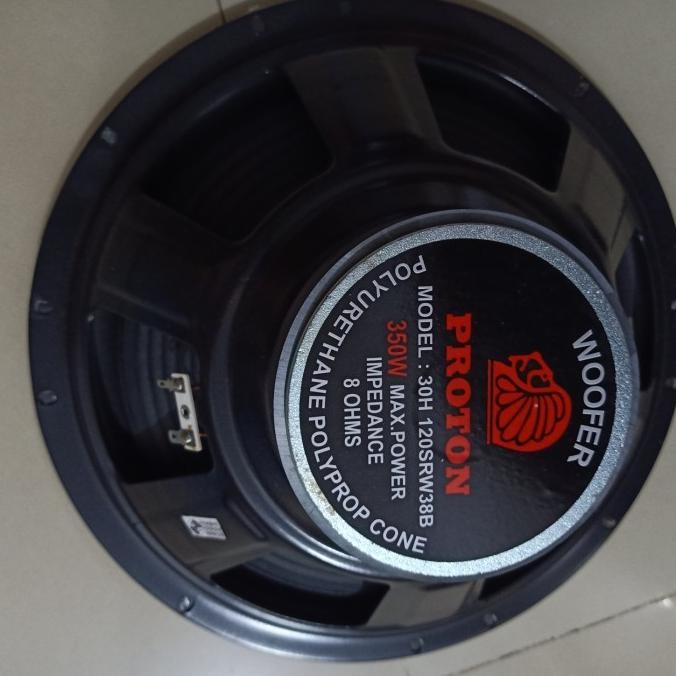 WOOFER
PROTON
MODEL : 30H 120SRW38B
350W MAX.POWER
IMPEDANCE
8 OHMS
POLYURETHANE POLYPROP CONE